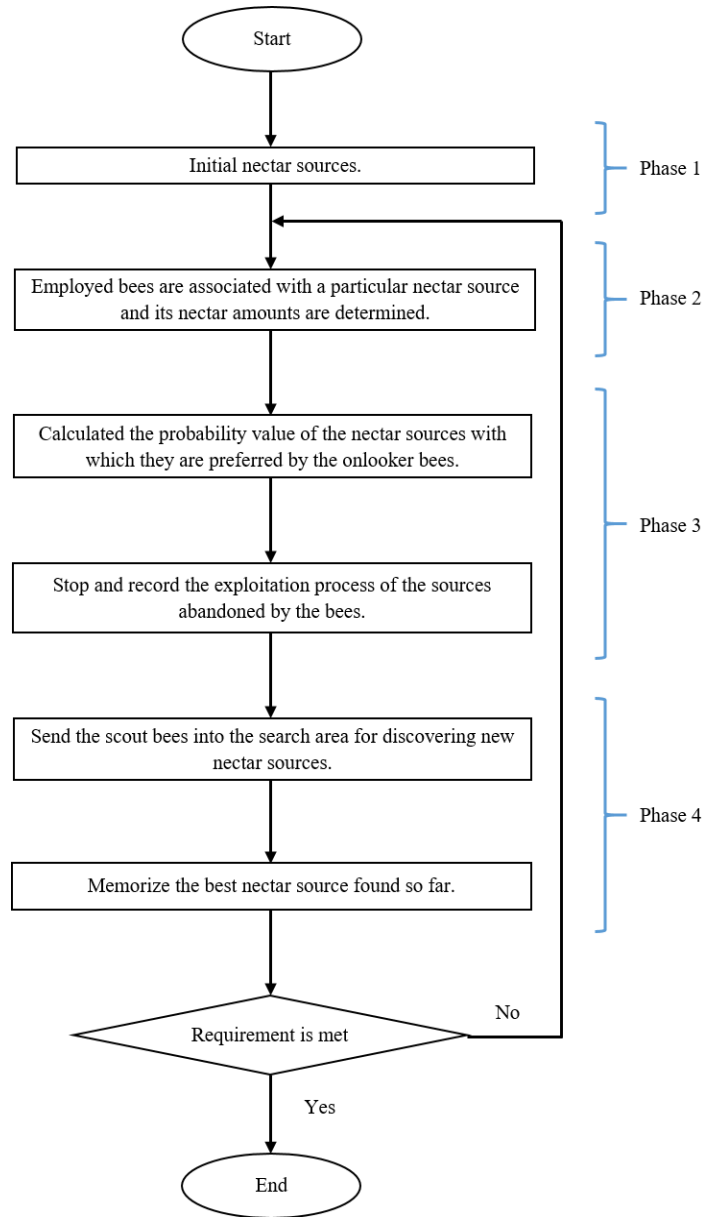 Start
Initial nectar sources.
Phase 1
Employed bees are associated with a particular nectar source
and its nectar amounts are determined.
Phase 2
Calculated the probability value of the nectar sources with
which they are preferred by the onlooker bees.
Phase 3
Stop and record the exploitation process of the sources
abandoned by the bees.
Send the scout bees into the search area for discovering new
nectar sources.
Phase 4
Memorize the best nectar source found so far.
No
Requirement is met
Yes
End